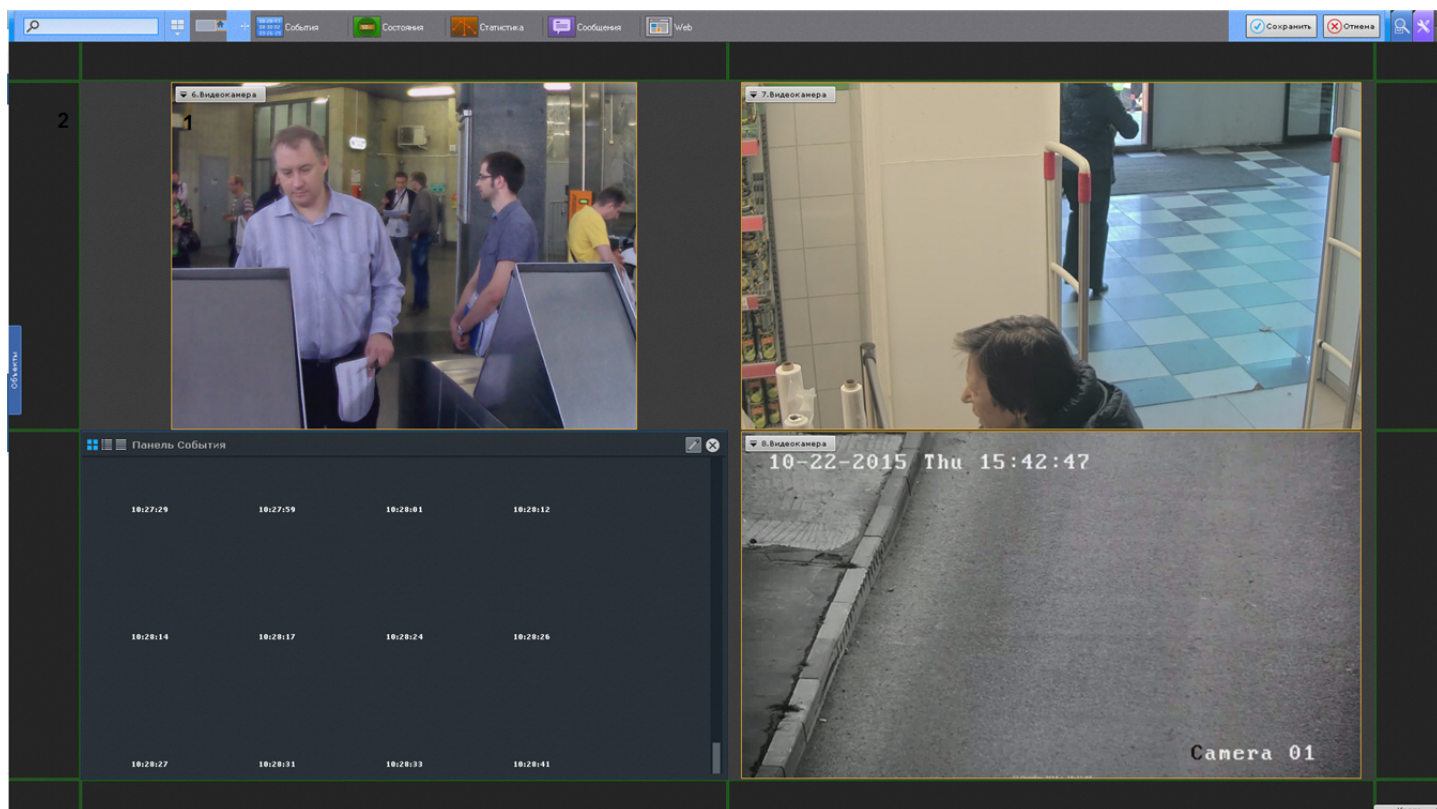 События Состояния Статистика Сообщения Web Сохранить Отмена
6.Видеокамера
7.Видеокамера
2
1
Объекты
Панель События
8.Видеокамера
10-22-2015 Thu 15:42:47
10:27:29 10:27:59 10:28:01 10:28:12
10:28:14 10:28:17 10:28:24 10:28:26
Camera 01
10:28:27 10:28:31 10:28:33 10:28:41